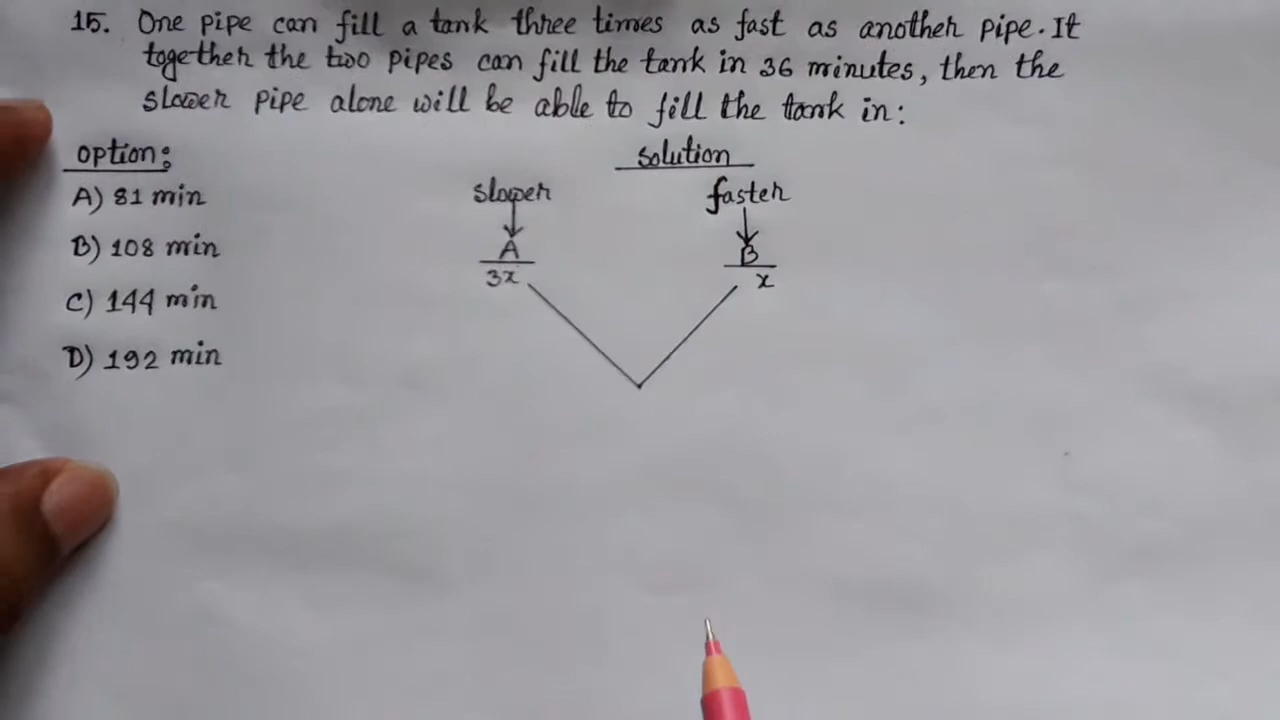 15. One pipe can fill a tank three times as fast as another pipe. It
together the two pipes can fill the tank in 36 minutes, then the
slower pipe alone will be able to fill the tank in:
option:
solution
A) 81 min
B) 108 min
C) 144 min
D) 192 min
slower
faster
A
B
3x
x